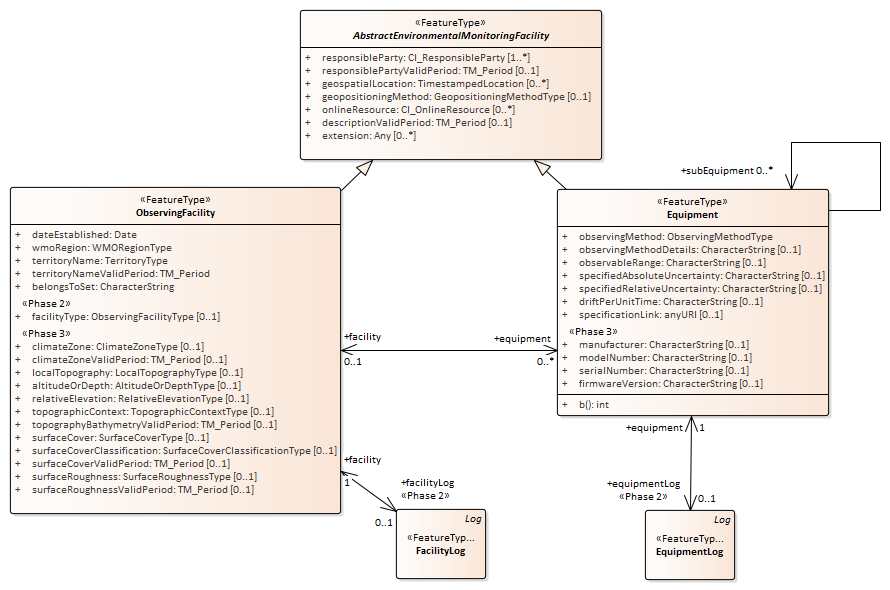 «FeatureType»
AbstractEnvironmentalMonitoringFacility
+ responsibleParty: CI_ResponsibleParty [1..*]
+ responsiblePartyValidPeriod: TM_Period [0..1]
+ geospatialLocation: TimestampedLocation [0..*]
+ geopositioningMethod: GeopositioningMethodType [0..1]
+ onlineResource: CI_OnlineResource [0..*]
+ descriptionValidPeriod: TM_Period [0..1]
+ extension: Any [0..*]
+subEquipment 0..*
«FeatureType»
ObservingFacility
+ dateEstablished: Date
+ wmoRegion: WMORegionType
+ territoryName: TerritoryType
+ territoryNameValidPeriod: TM_Period
+ belongsToSet: CharacterString
«Phase 2»
+ facilityType: ObservingFacilityType [0..1]
«Phase 3»
+ climateZone: ClimateZoneType [0..1]
+ climateZoneValidPeriod: TM_Period [0..1]
+ localTopography: LocalTopographyType [0..1]
+ altitudeOrDepth: AltitudeOrDepthType [0..1]
+ relativeElevation: RelativeElevationType [0..1]
+ topographicContext: TopographicContextType [0..1]
+ topographyBathymetryValidPeriod: TM_Period [0..1]
+ surfaceCover: SurfaceCoverType [0..1]
+ surfaceCoverClassification: SurfaceCoverClassificationType [0..1]
+ surfaceCoverValidPeriod: TM_Period [0..1]
+ surfaceRoughness: SurfaceRoughnessType [0..1]
+ surfaceRoughnessValidPeriod: TM_Period [0..1]
«FeatureType»
Equipment
+ observingMethod: ObservingMethodType
+ observingMethodDetails: CharacterString [0..1]
+ observableRange: CharacterString [0..1]
+ specifiedAbsoluteUncertainty: CharacterString [0..1]
+ specifiedRelativeUncertainty: CharacterString [0..1]
+ driftPerUnitTime: CharacterString [0..1]
+ specificationLink: anyURI [0..1]
«Phase 3»
+ manufacturer: CharacterString [0..1]
+ modelNumber: CharacterString [0..1]
+ serialNumber: CharacterString [0..1]
+ firmwareVersion: CharacterString [0..1]
+ b(): int
+facility
0..1
+equipment
0..*
+facility
1
+facilityLog
«Phase 2»
0..1
+equipment 1
+equipmentLog
«Phase 2»
0..1
Log
«FeatureTyp...
FacilityLog
Log
«FeatureTyp...
EquipmentLog